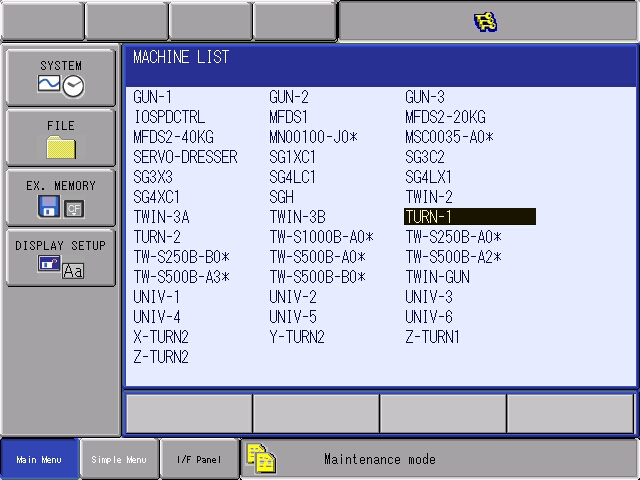 SYSTEM
FILE
EX. MEMORY
CF
DISPLAY SETUP
Aa
MACHINE LIST
GUN-1 GUN-2 GUN-3
IOSPDCTRL MFDS1 MFDS2-20KG
MFDS2-40KG MN00100-J0* MSC0035-A0*
SERVO-DRESSER SG1XC1 SG3C2
SG3X3 SG4LC1 SG4LX1
SG4XC1 SGH TWIN-2
TWIN-3A TWIN-3B TURN-1
TURN-2 TW-S1000B-A0* TW-S250B-A0*
TW-S250B-B0* TW-S500B-A0* TW-S500B-A2*
TW-S500B-A3* TW-S500B-B0* TWIN-GUN
UNIV-1 UNIV-2 UNIV-3
UNIV-4 UNIV-5 UNIV-6
X-TURN2 Y-TURN2 Z-TURN1
Z-TURN2
Main Menu Simple Menu I/F Panel Maintenance mode